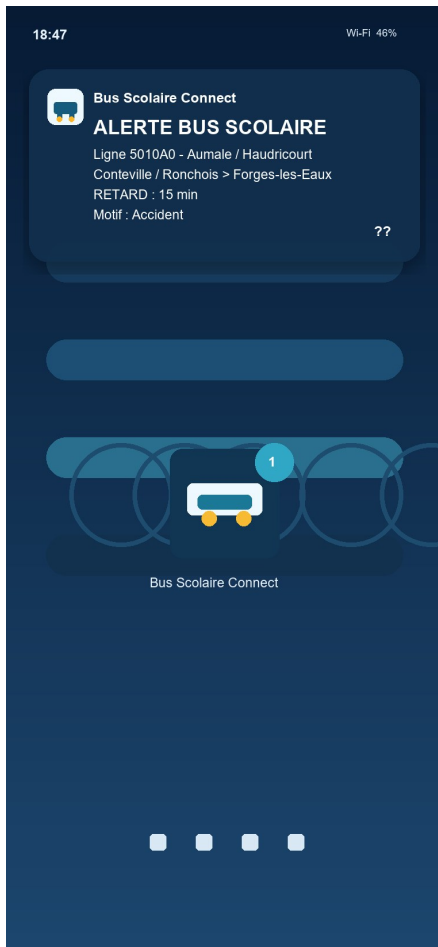 18:47
Wi-Fi 46%
Bus Scolaire Connect
ALERTE BUS SCOLAIRE
Ligne 5010A0 - Aumale / Haudricourt
Conteville / Ronchois > Forges-les-Eaux
RETARD : 15 min
Motif : Accident
??
1
Bus Scolaire Connect